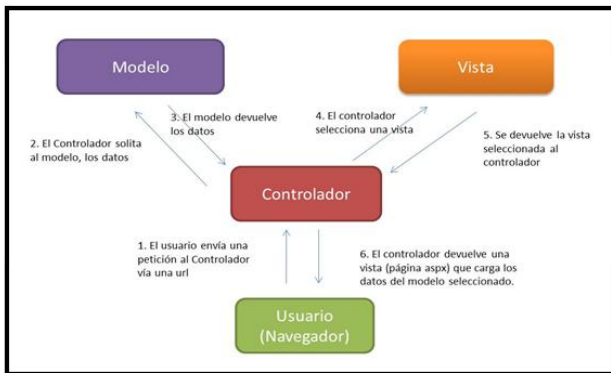 Modelo
Vista
3. El modelo devuelve
los datos
4. El controlador
selecciona una vista
2. El Controlador solita
al modelo, los datos
5. Se devuelve la vista
seleccionada al
controlador
Controlador
1. El usuario envía una
petición al Controlador
vía una url
6. El controlador devuelve una
vista (página aspx) que carga los
datos del modelo seleccionado.
Usuario
(Navegador)